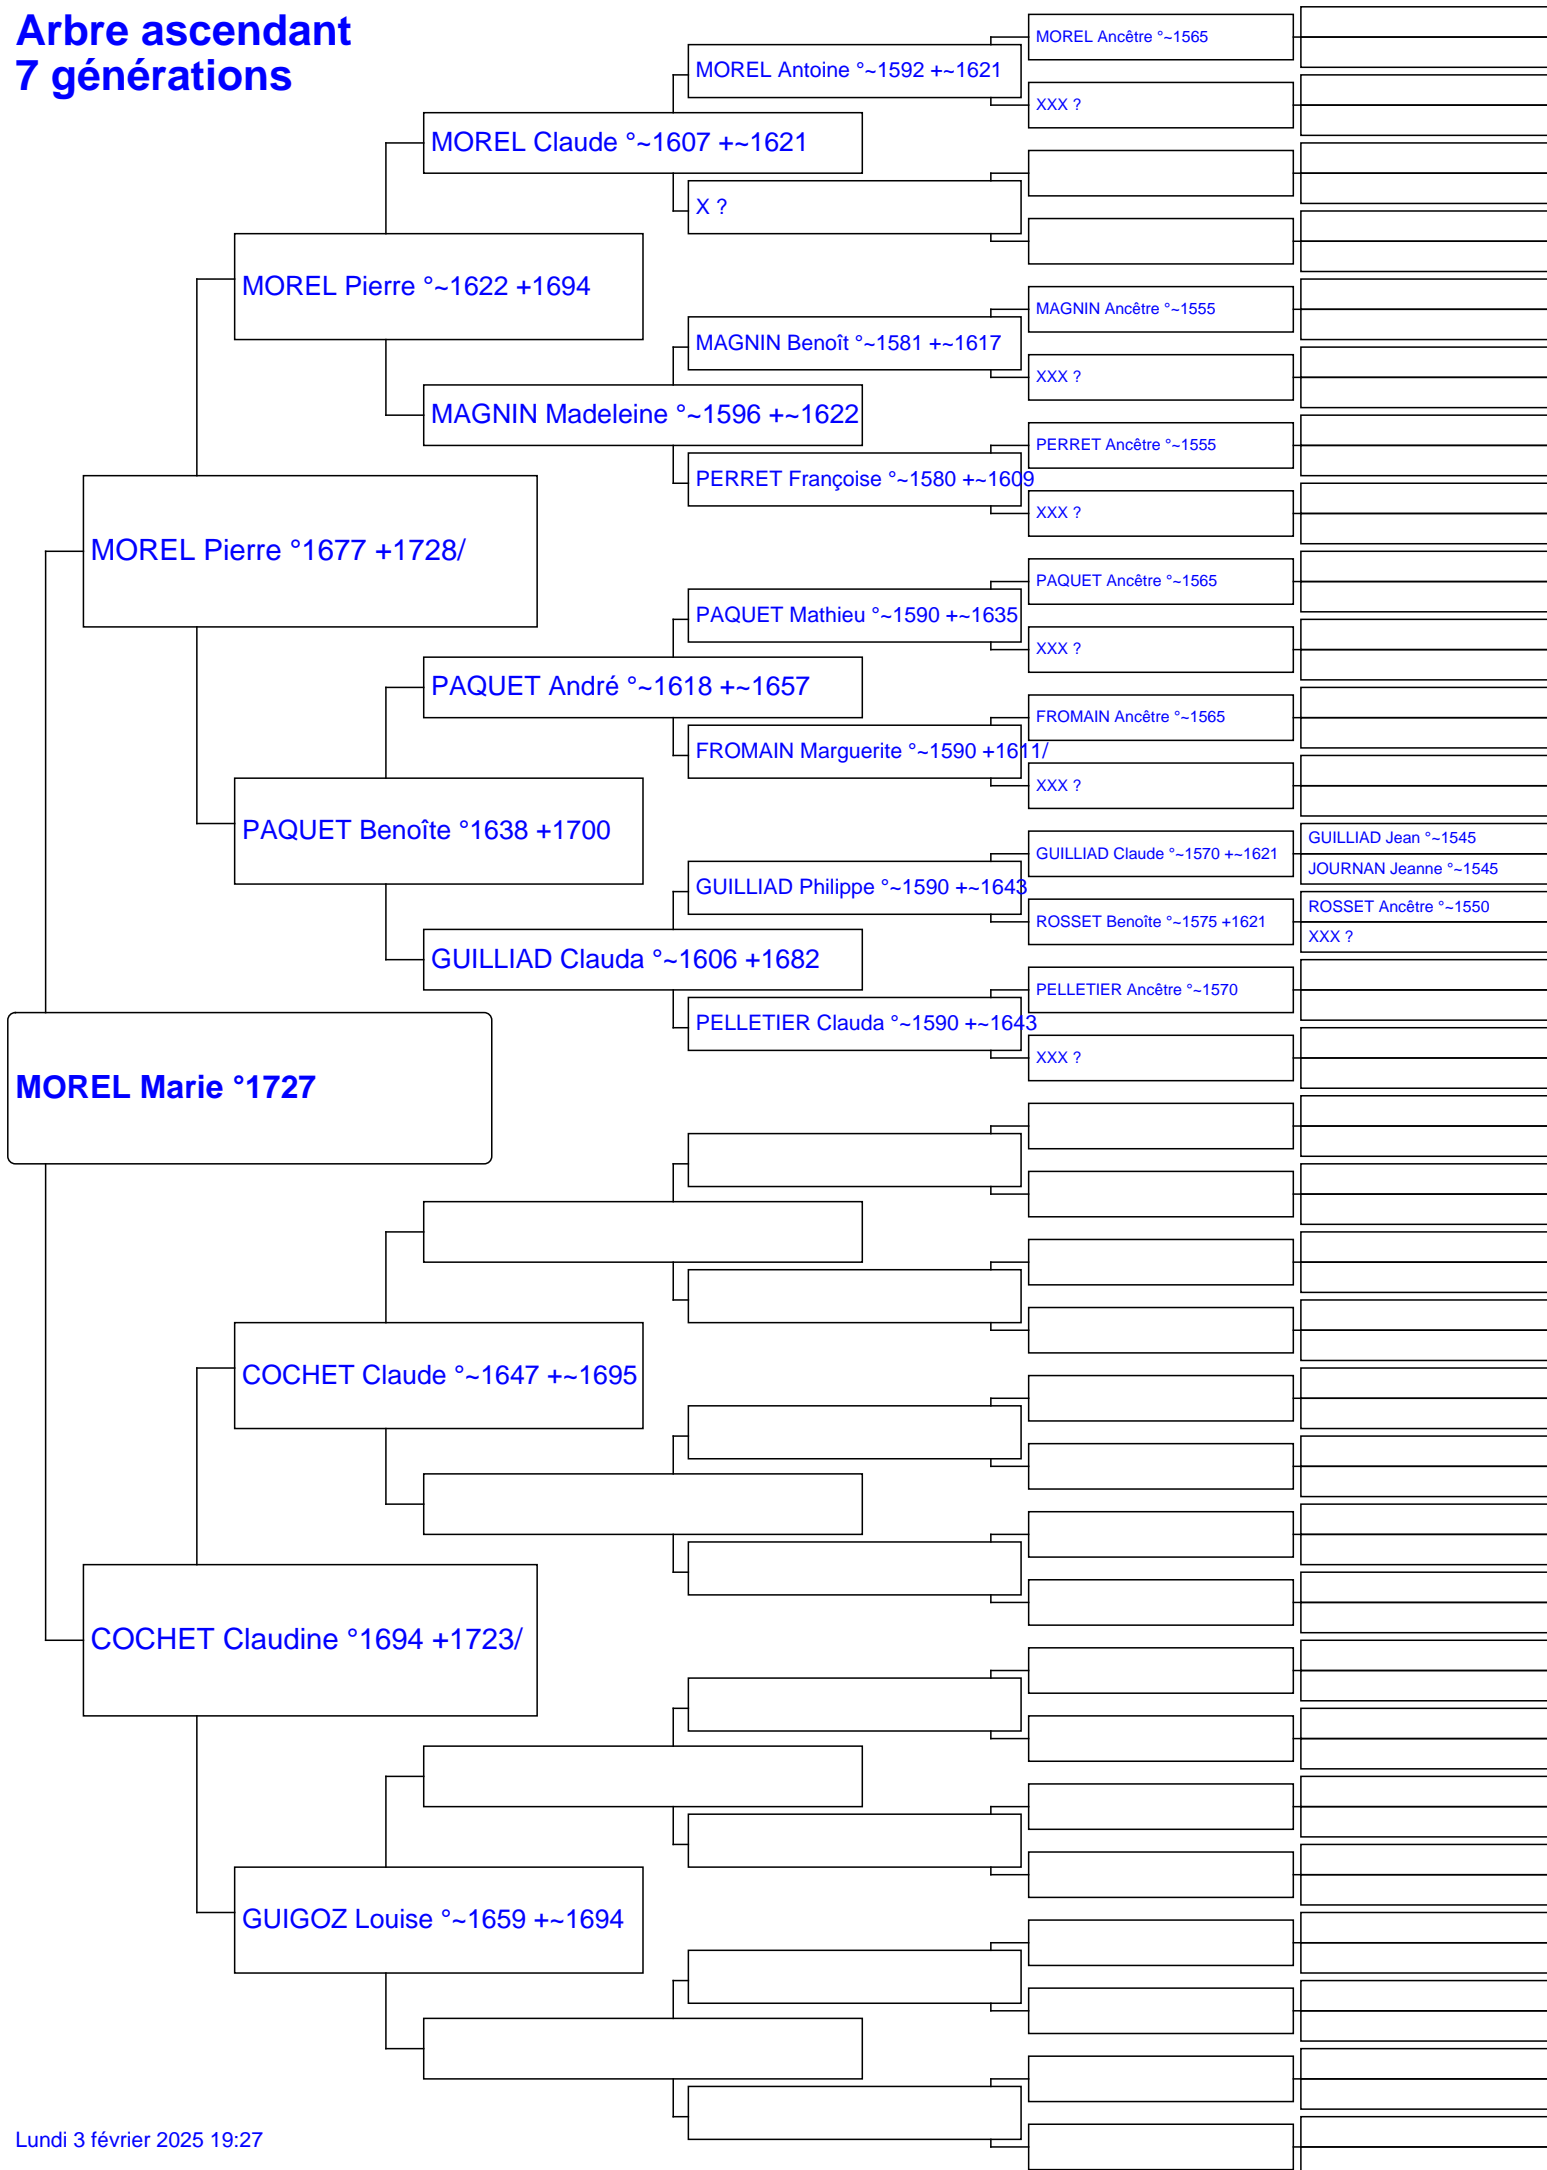 Arbre ascendant
7 générations
MOREL Ancêtre °~1565
MOREL Antoine °~1592 +~1621
XXX ?
MOREL Claude °~1607 +~1621
X ?
MOREL Pierre °~1622 +1694
MAGNIN Ancêtre °~1555
MAGNIN Benoît °~1581 +~1617
XXX ?
MAGNIN Madeleine °~1596 +~1622
PERRET Ancêtre °~1555
PERRET Françoise °~1580 +~1609
XXX ?
MOREL Pierre °1677 +1728/
PAQUET Ancêtre °~1565
PAQUET Mathieu °~1590 +~1635
XXX ?
PAQUET André °~1618 +~1657
FROMAIN Ancêtre °~1565
FROMAIN Marguerite °~1590 +1611/
XXX ?
PAQUET Benoîte °1638 +1700
GUILLIAD Jean °~1545
GUILLIAD Claude °~1570 +~1621
JOURNAN Jeanne °~1545
GUILLIAD Philippe °~1590 +~1643
ROSSET Ancêtre °~1550
ROSSET Benoîte °~1575 +1621
XXX ?
GUILLIAD Clauda °~1606 +1682
PELLETIER Ancêtre °~1570
PELLETIER Clauda °~1590 +~1643
XXX ?
MOREL Marie °1727
COCHET Claude °~1647 +~1695
COCHET Claudine °1694 +1723/
GUIGOZ Louise °~1659 +~1694
Lundi 3 février 2025 19:27